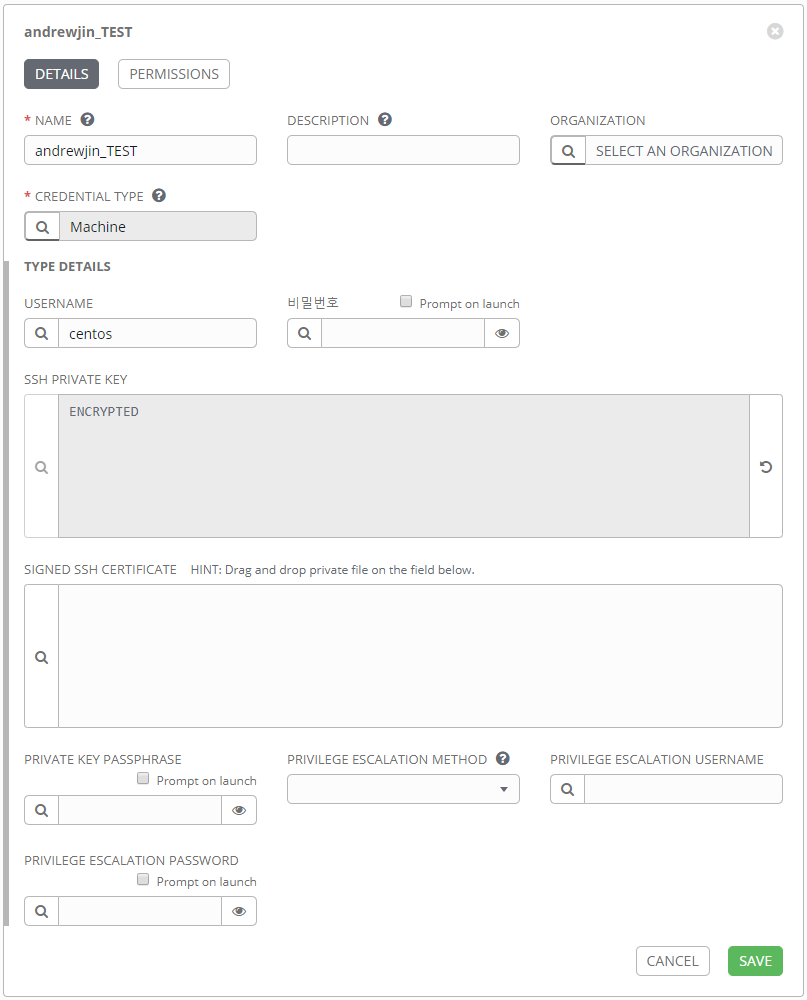 andrewjin_TEST
DETAILS PERMISSIONS
* NAME DESCRIPTION ORGANIZATION
andrewjin_TEST SELECT AN ORGANIZATION
* CREDENTIAL TYPE
Machine
TYPE DETAILS
USERNAME 비밀번호 Prompt on launch
centos
SSH PRIVATE KEY
ENCRYPTED
SIGNED SSH CERTIFICATE HINT: Drag and drop private file on the field below.
PRIVATE KEY PASSPHRASE PRIVILEGE ESCALATION METHOD PRIVILEGE ESCALATION USERNAME
Prompt on launch
PRIVILEGE ESCALATION PASSWORD
Prompt on launch
CANCEL SAVE